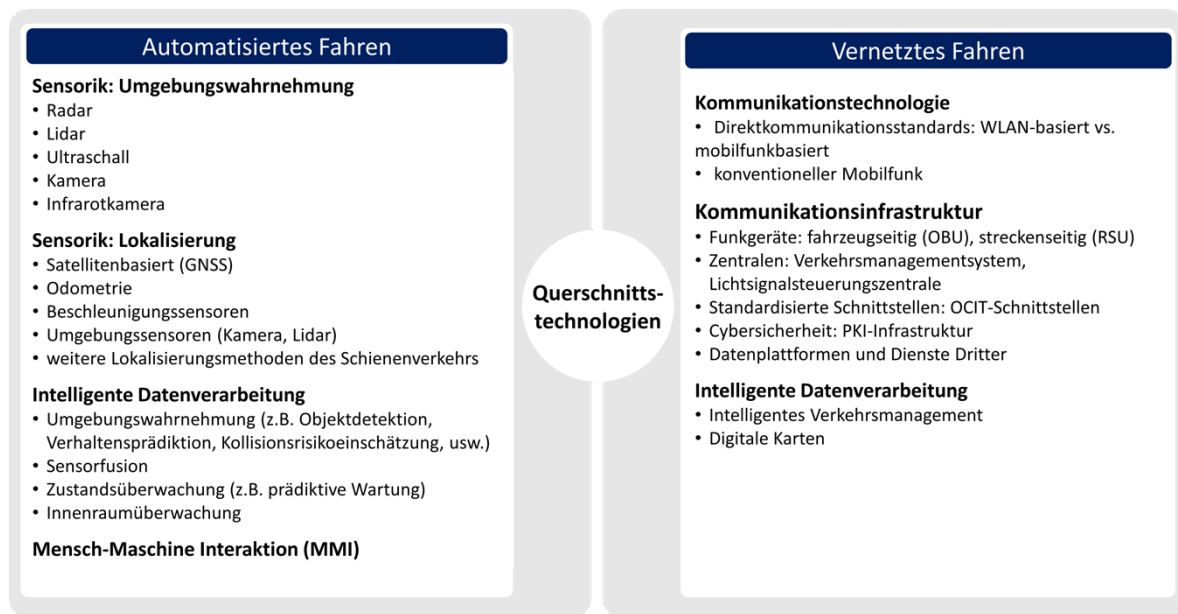 Automatisiertes Fahren
Sensorik: Umgebungswahrnehmung
• Radar
• Lidar
• Ultraschall
• Kamera
• Infrarotkamera
Sensorik: Lokalisierung
• Satellitenbasiert (GNSS)
• Odometrie
• Beschleunigungssensoren
• Umgebungssensoren (Kamera, Lidar)
• weitere Lokalisierungsmethoden des Schienenverkehrs
Intelligente Datenverarbeitung
• Umgebungswahrnehmung (z.B. Objektdetektion,
Verhaltensprädiktion, Kollisionsrisikoeinschätzung, usw.)
• Sensorfusion
• Zustandsüberwachung (z.B. prädiktive Wartung)
• Innenraumüberwachung
Mensch-Maschine Interaktion (MMI)
Querschnitts-
technologien
Vernetztes Fahren
Kommunikationstechnologie
• Direktkommunikationsstandards: WLAN-basiert vs.
mobilfunkbasiert
• konventioneller Mobilfunk
Kommunikationsinfrastruktur
• Funkgeräte: fahrzeugseitig (OBU), streckenseitig (RSU)
• Zentralen: Verkehrsmanagementsystem,
Lichtsignalsteuerungszentrale
• Standardisierte Schnittstellen: OCIT-Schnittstellen
• Cybersicherheit: PKI-Infrastruktur
• Datenplattformen und Dienste Dritter
Intelligente Datenverarbeitung
• Intelligentes Verkehrsmanagement
• Digitale Karten